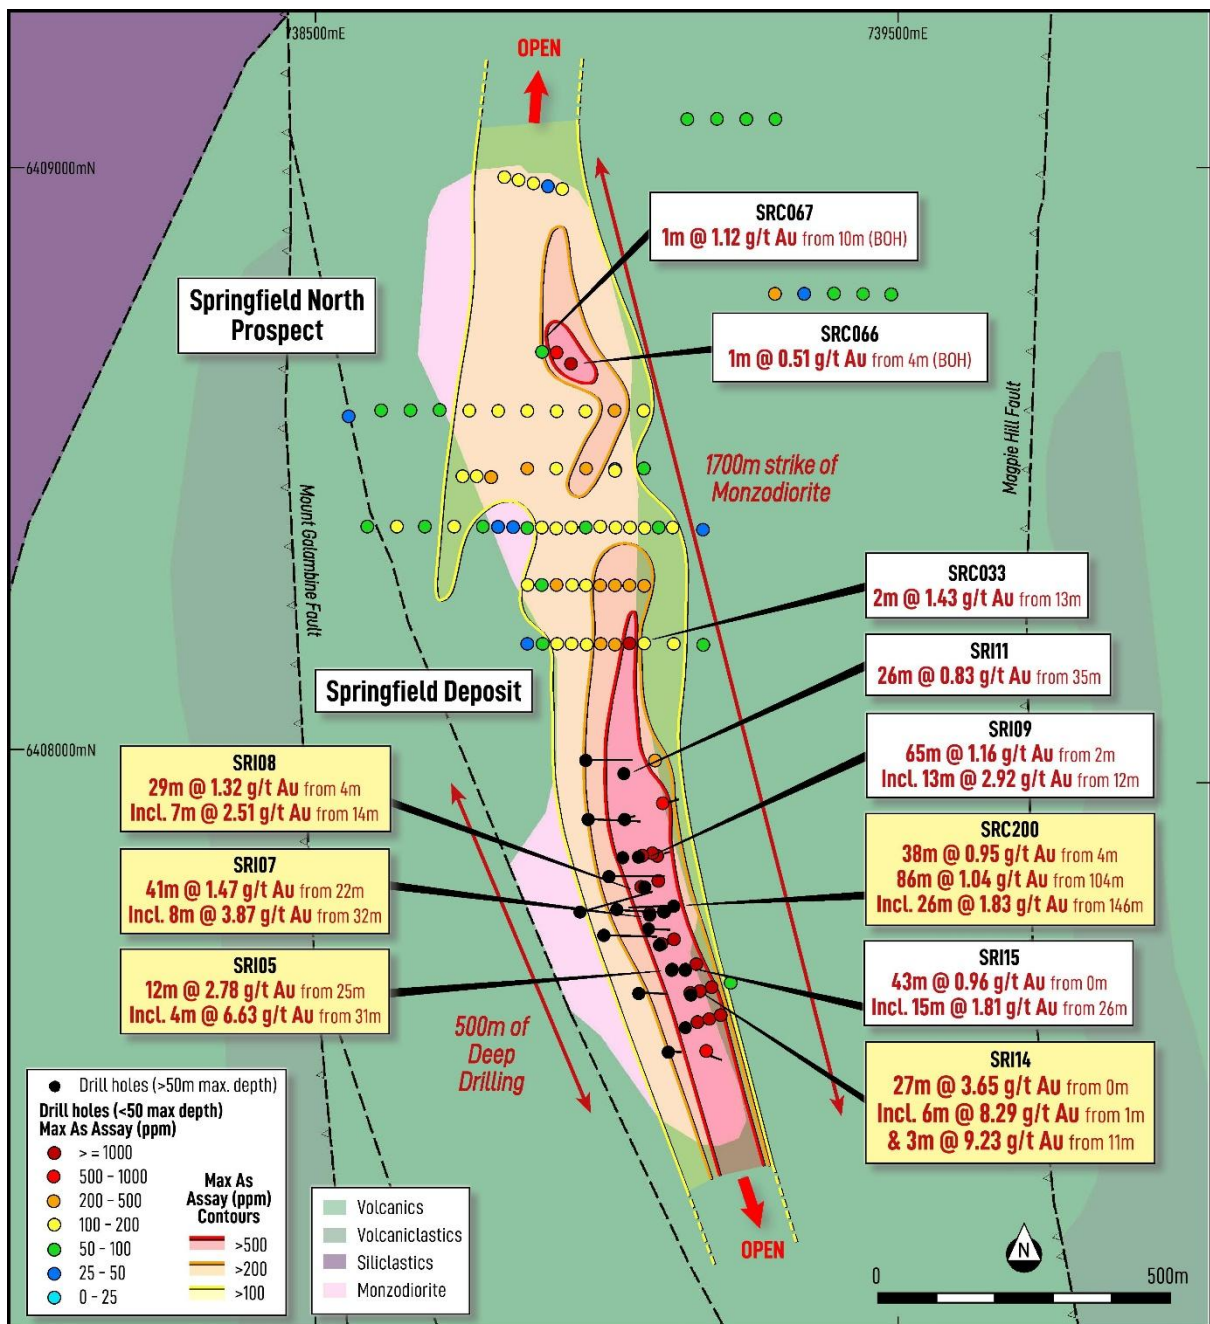 738500mE
739500mE
OPEN
6409000mN
SRC067
1m @ 1.12 g/t Au from 10m (BOH)
Springfield North
Prospect
SRC066
1m @ 0.51 g/t Au from 4m (BOH)
Magpie Hill Fault
1700m strike of
Monzodiorite
Mount Galambine Fault
SRC033
2m @ 1.43 g/t Au from 13m
SRI11
26m @ 0.83 g/t Au from 35m
Springfield Deposit
6408000mN
SRI09
65m @ 1.16 g/t Au from 2m
Incl. 13m @ 2.92 g/t Au from 12m
SRI08
29m @ 1.32 g/t Au from 4m
Incl. 7m @ 2.51 g/t Au from 14m
SRC200
38m @ 0.95 g/t Au from 4m
86m @ 1.04 g/t Au from 104m
Incl. 26m @ 1.83 g/t Au from 146m
SRI07
41m @ 1.47 g/t Au from 22m
Incl. 8m @ 3.87 g/t Au from 32m
SRI15
43m @ 0.96 g/t Au from 0m
Incl. 15m @ 1.81 g/t Au from 26m
SRI05
12m @ 2.78 g/t Au from 25m
Incl. 4m @ 6.63 g/t Au from 31m
500m of
Deep
Drilling
SRI14
27m @ 3.65 g/t Au from 0m
Incl. 6m @ 8.29 g/t Au from 1m
& 3m @ 9.23 g/t Au from 11m
Drill holes (>50m max. depth)
Drill holes (<50 max depth)
Max As Assay (ppm)
> = 1000
500 - 1000
200 - 500
100 - 200
50 - 100
25 - 50
0 - 25
Max As
Assay (ppm)
Contours
>500
>200
>100
Volcanics
Volcaniclastics
Siliclastics
Monzodiorite
OPEN
N
0
500m